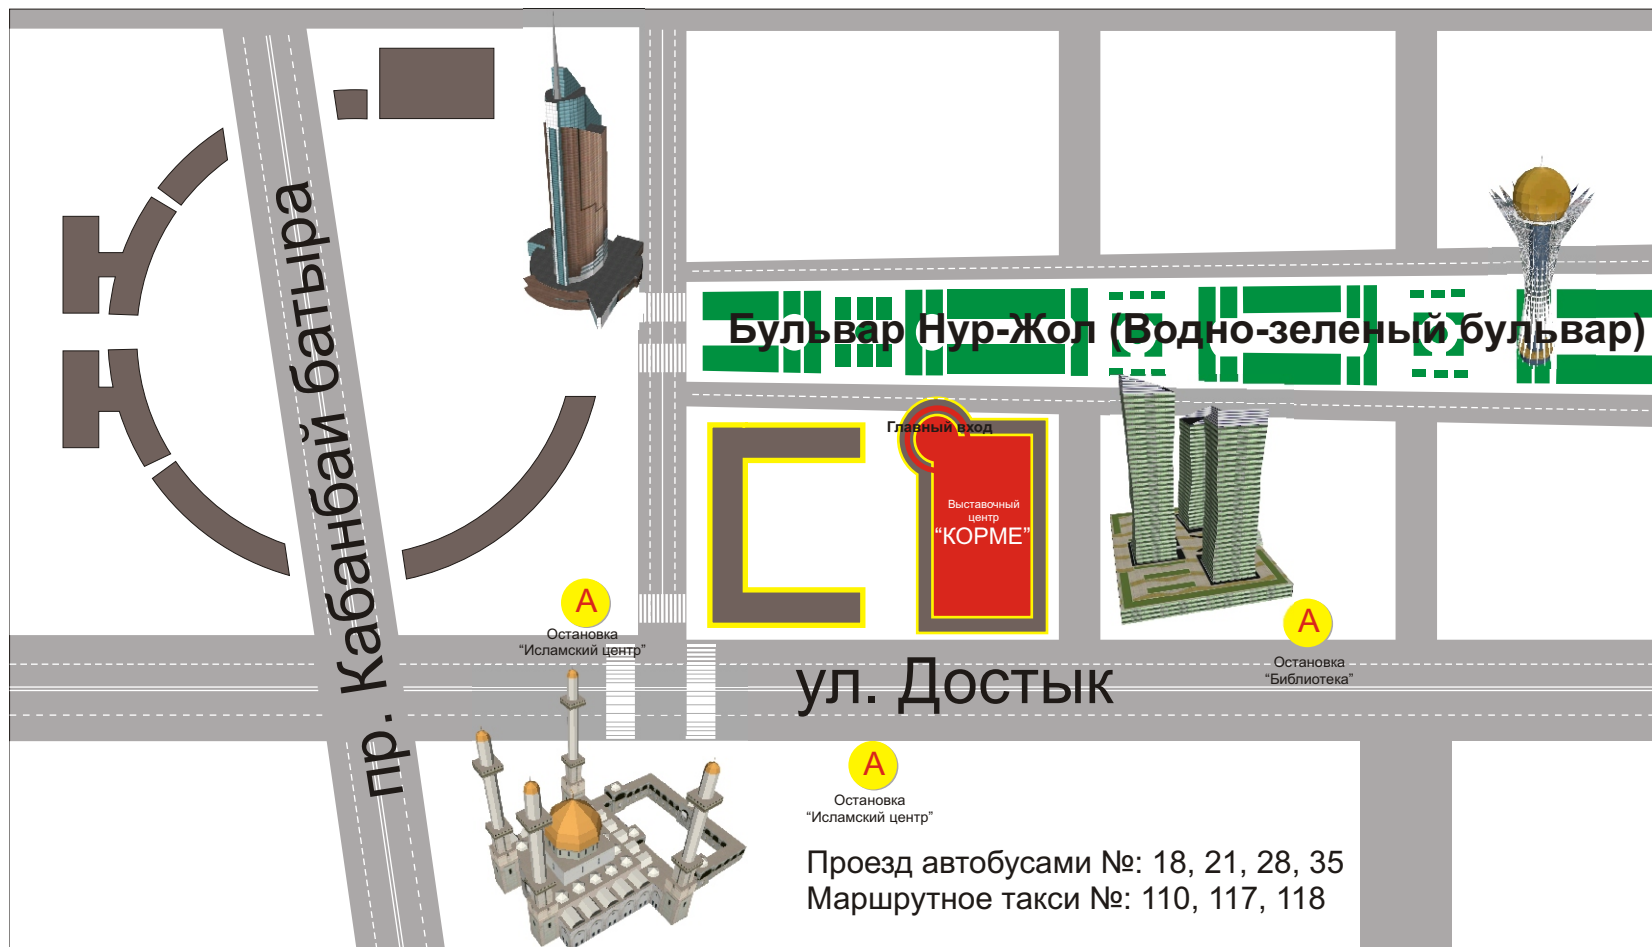 пр. Кабанбай батыра
Бульвар Нур-Жол (Водно-зеленый бульвар)
Главный вход
Выставочный
центр
“КОРМЕ”
А
Остановка
“Исламский центр”
А
Остановка
“Библиотека”
ул. Достык
А
Остановка
“Исламский центр”
Проезд автобусами №: 18, 21, 28, 35
Маршрутное такси №: 110, 117, 118